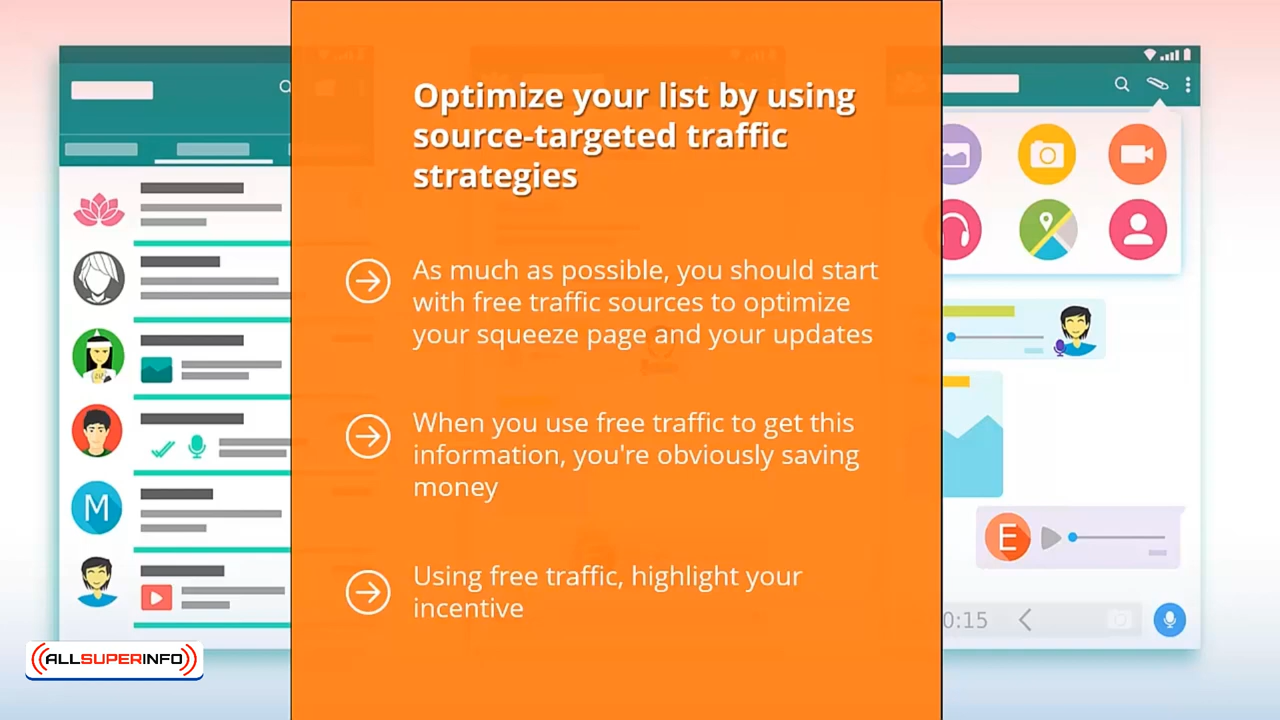 Optimize your list by using
source-targeted traffic
strategies
As much as possible, you should start
with free traffic sources to optimize
your squeeze page and your updates
When you use free traffic to get this
information, you're obviously saving
money
Using free traffic, highlight your
incentive
M
E
0:15
ALLSUPERINFO